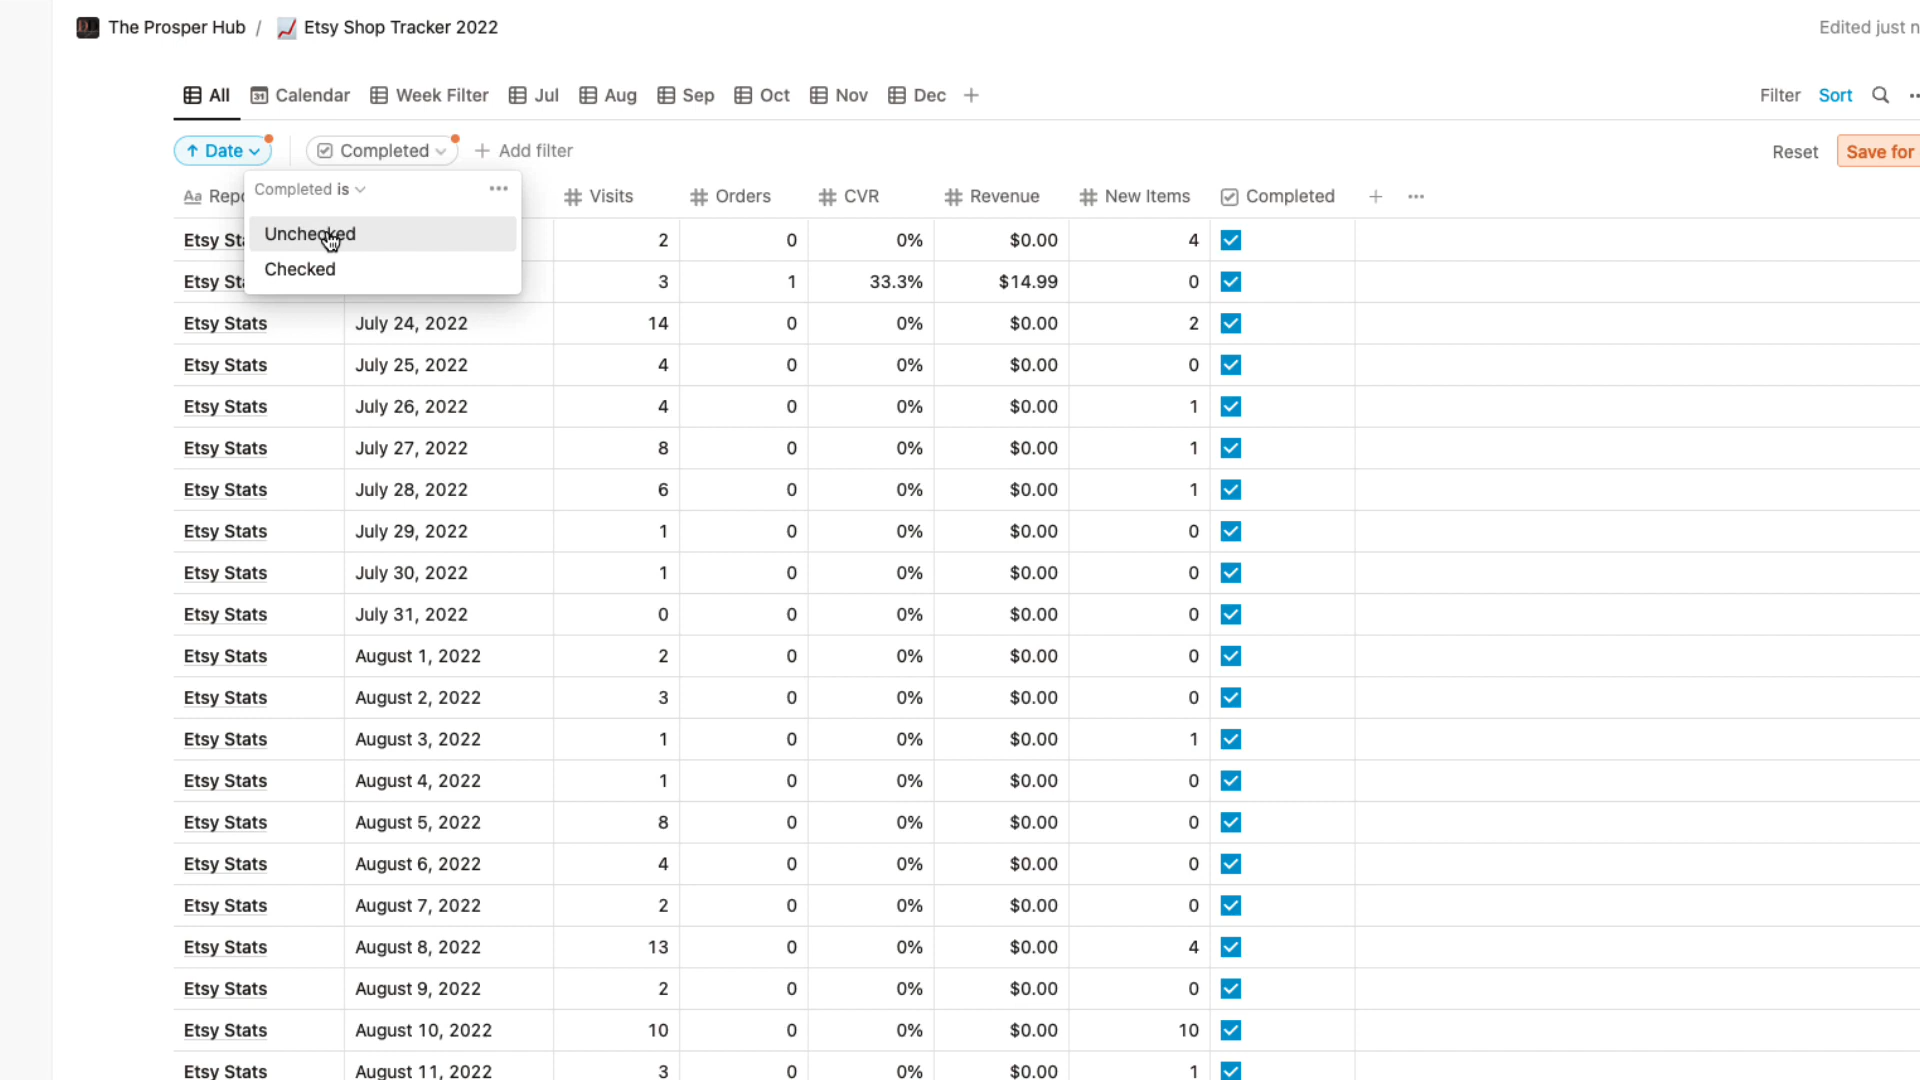 The Prosper Hub / Etsy Shop Tracker 2022
Edited just n
All Calendar Week Filter Jul Aug Sep Oct Nov Dec +
Filter Sort
Date Completed + Add filter
Reset Save for
Completed is
Unchecked
Checked
Aa Repo # Visits # Orders # CVR # Revenue # New Items Completed + ...
Etsy Sta 2 0 0% $0.00 4
Etsy Sta 3 1 33.3% $14.99 0
Etsy Stats July 24, 2022 14 0 0% $0.00 2
Etsy Stats July 25, 2022 4 0 0% $0.00 0
Etsy Stats July 26, 2022 4 0 0% $0.00 1
Etsy Stats July 27, 2022 8 0 0% $0.00 1
Etsy Stats July 28, 2022 6 0 0% $0.00 1
Etsy Stats July 29, 2022 1 0 0% $0.00 0
Etsy Stats July 30, 2022 1 0 0% $0.00 0
Etsy Stats July 31, 2022 0 0 0% $0.00 0
Etsy Stats August 1, 2022 2 0 0% $0.00 0
Etsy Stats August 2, 2022 3 0 0% $0.00 0
Etsy Stats August 3, 2022 1 0 0% $0.00 1
Etsy Stats August 4, 2022 1 0 0% $0.00 0
Etsy Stats August 5, 2022 8 0 0% $0.00 0
Etsy Stats August 6, 2022 4 0 0% $0.00 0
Etsy Stats August 7, 2022 2 0 0% $0.00 0
Etsy Stats August 8, 2022 13 0 0% $0.00 4
Etsy Stats August 9, 2022 2 0 0% $0.00 0
Etsy Stats August 10, 2022 10 0 0% $0.00 10
Etsy Stats August 11, 2022 3 0 0% $0.00 1